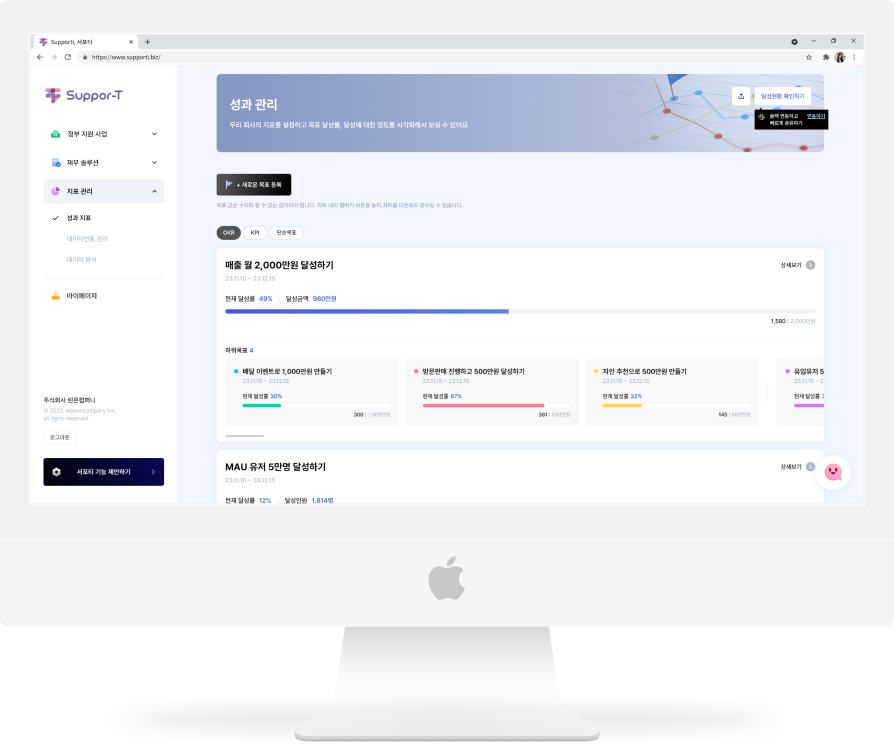 Supporti, 서포티
https://www.supporti.biz/
Suppor-T
정부 지원 사업
재무 솔루션
지표 관리
성과 지표
데이터연동 관리
데이터 분석
마이페이지
주식회사 린온컴퍼니
© 2022. leanoncompany Inc.
all rights reserved.
로그아웃
서포티 기능 제안하기
성과 관리
우리 회사의 지표를 설정하고 목표 달성률, 달성에 대한 정도를 시각화해서 보실 수 있어요
달성현황 확인하기
슬랙 연동하고 연동하기
빠르게 공유하기
+ 새로운 목표 등록
목표 값은 수치화 할 수 있는 값이어야 합니다. 차트 내의 햄버거 버튼을 눌러 차트를 다운로드 받으실 수 있습니다.
OKR KPI 단순목표
매출 월 2,000만원 달성하기 상세보기
23.11.15 ~ 23.12.15
현재 달성률 49% 달성금액 980만원
1,580 / 2,000만원
하위목표 4
배달 이벤트로 1,000만원 만들기
23.11.15 ~ 23.12.15
현재 달성률 30%
300 / 1,000만원
방문판매 진행하고 500만원 달성하기
23.11.15 ~ 23.12.15
현재 달성률 67%
381 / 500만원
지인 추천으로 500만원 만들기
23.11.15 ~ 23.12.15
현재 달성률 32%
145 / 500만원
유입유저 5
23.11.15 ~ 2
현재 달성률
MAU 유저 5만명 달성하기 상세보기
23.11.15 ~ 23.12.15
현재 달성률 12% 달성인원 1,614명